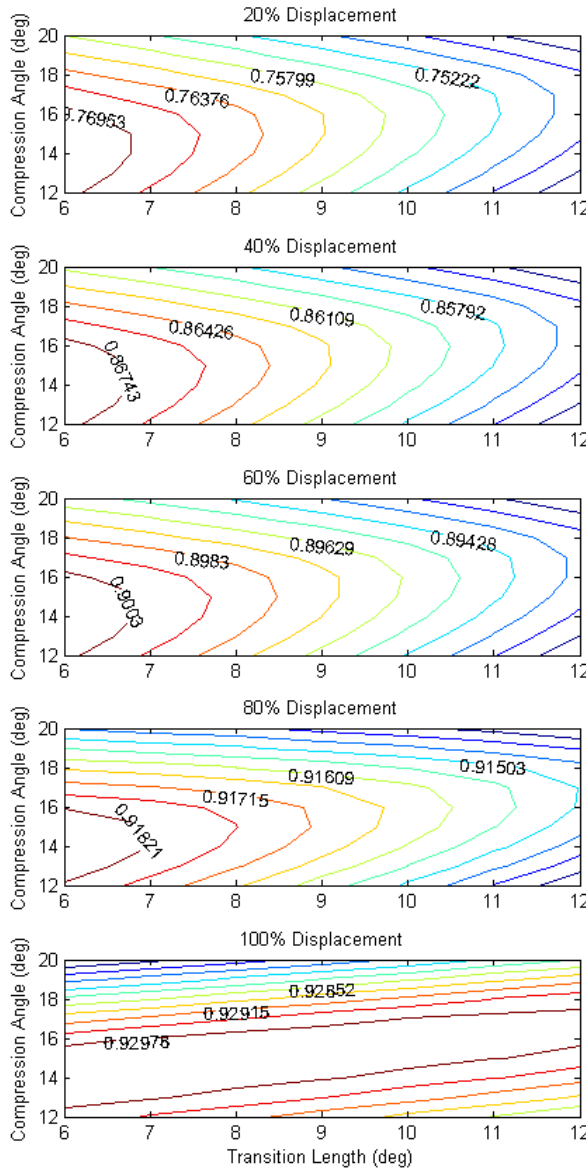 20% Displacement
Compression Angle (deg)
20
18
16
14
12
0.76953
0.76376
0.75799
0.75222
6 7 8 9 10 11 12
40% Displacement
Compression Angle (deg)
20
18
16
14
12
0.86743
0.86426
0.86109
0.85792
6 7 8 9 10 11 12
60% Displacement
Compression Angle (deg)
20
18
16
14
12
0.9003
0.8983
0.89629
0.89428
6 7 8 9 10 11 12
80% Displacement
Compression Angle (deg)
20
18
16
14
12
0.91821
0.91715
0.91609
0.91503
6 7 8 9 10 11 12
100% Displacement
Compression Angle (deg)
20
18
16
14
12
0.92978
0.92915
0.92852
6 7 8 9 10 11 12
Transition Length (deg)